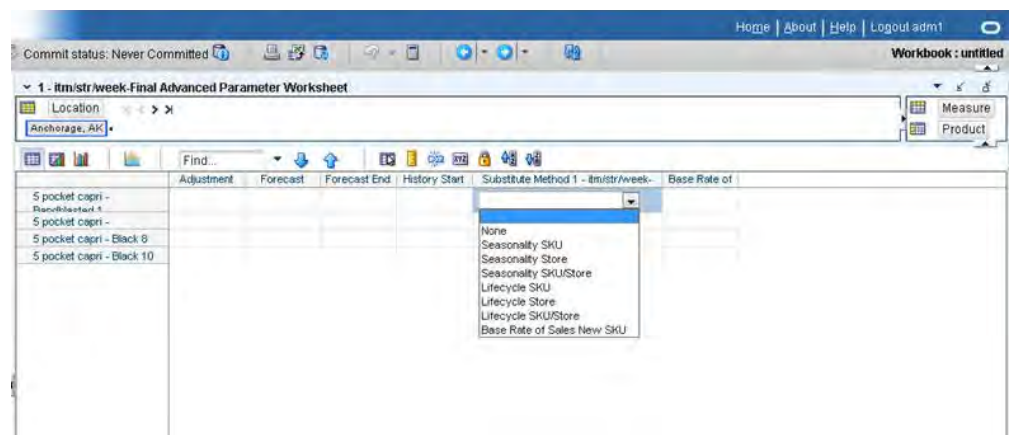 Home | About | Help | Logout adm1
Commit status: Never Committed
Workbook : untitled
1 - itm/str/week-Final Advanced Parameter Worksheet
Location
Measure
Anchorage, AK
Product
Find...
Adjustment Forecast Forecast End History Start Substitute Method 1 - itm/str/week- Base Rate of
5 pocket capri -
5 pocket capri -
5 pocket capri - Black 8
5 pocket capri - Black 10
None
Seasonality SKU
Seasonality Store
Seasonality SKU/Store
Lifecycle SKU
Lifecycle Store
Lifecycle SKU/Store
Base Rate of Sales New SKU